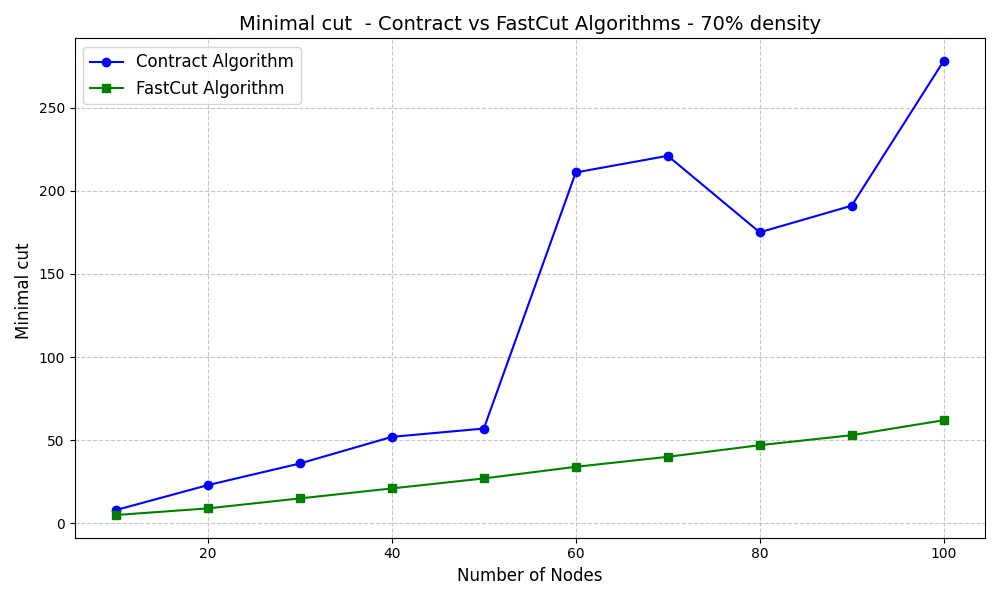 Minimal cut  - Contract vs FastCut Algorithms - 70% density
Contract Algorithm
FastCut Algorithm
Minimal cut
250
200
150
100
50
0
20 40 60 80 100
Number of Nodes